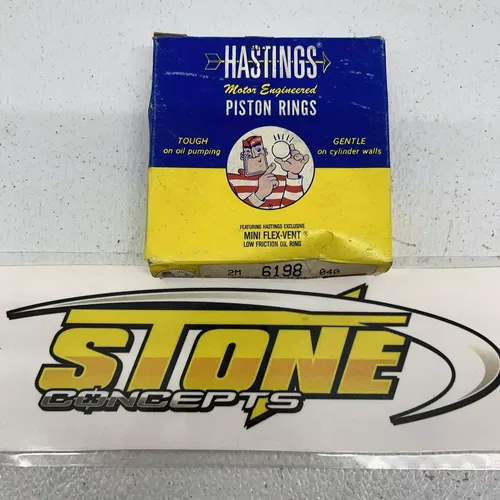 HASTINGS®
Motor Engineered
PISTON RINGS
TOUGH
on oil pumping
GENTLE
on cylinder walls
FEATURING HASTINGS EXCLUSIVE
MINI FLEX-VENT®
LOW FRICTION OIL RING
2M 6198 040
STONE
CONCEPTS